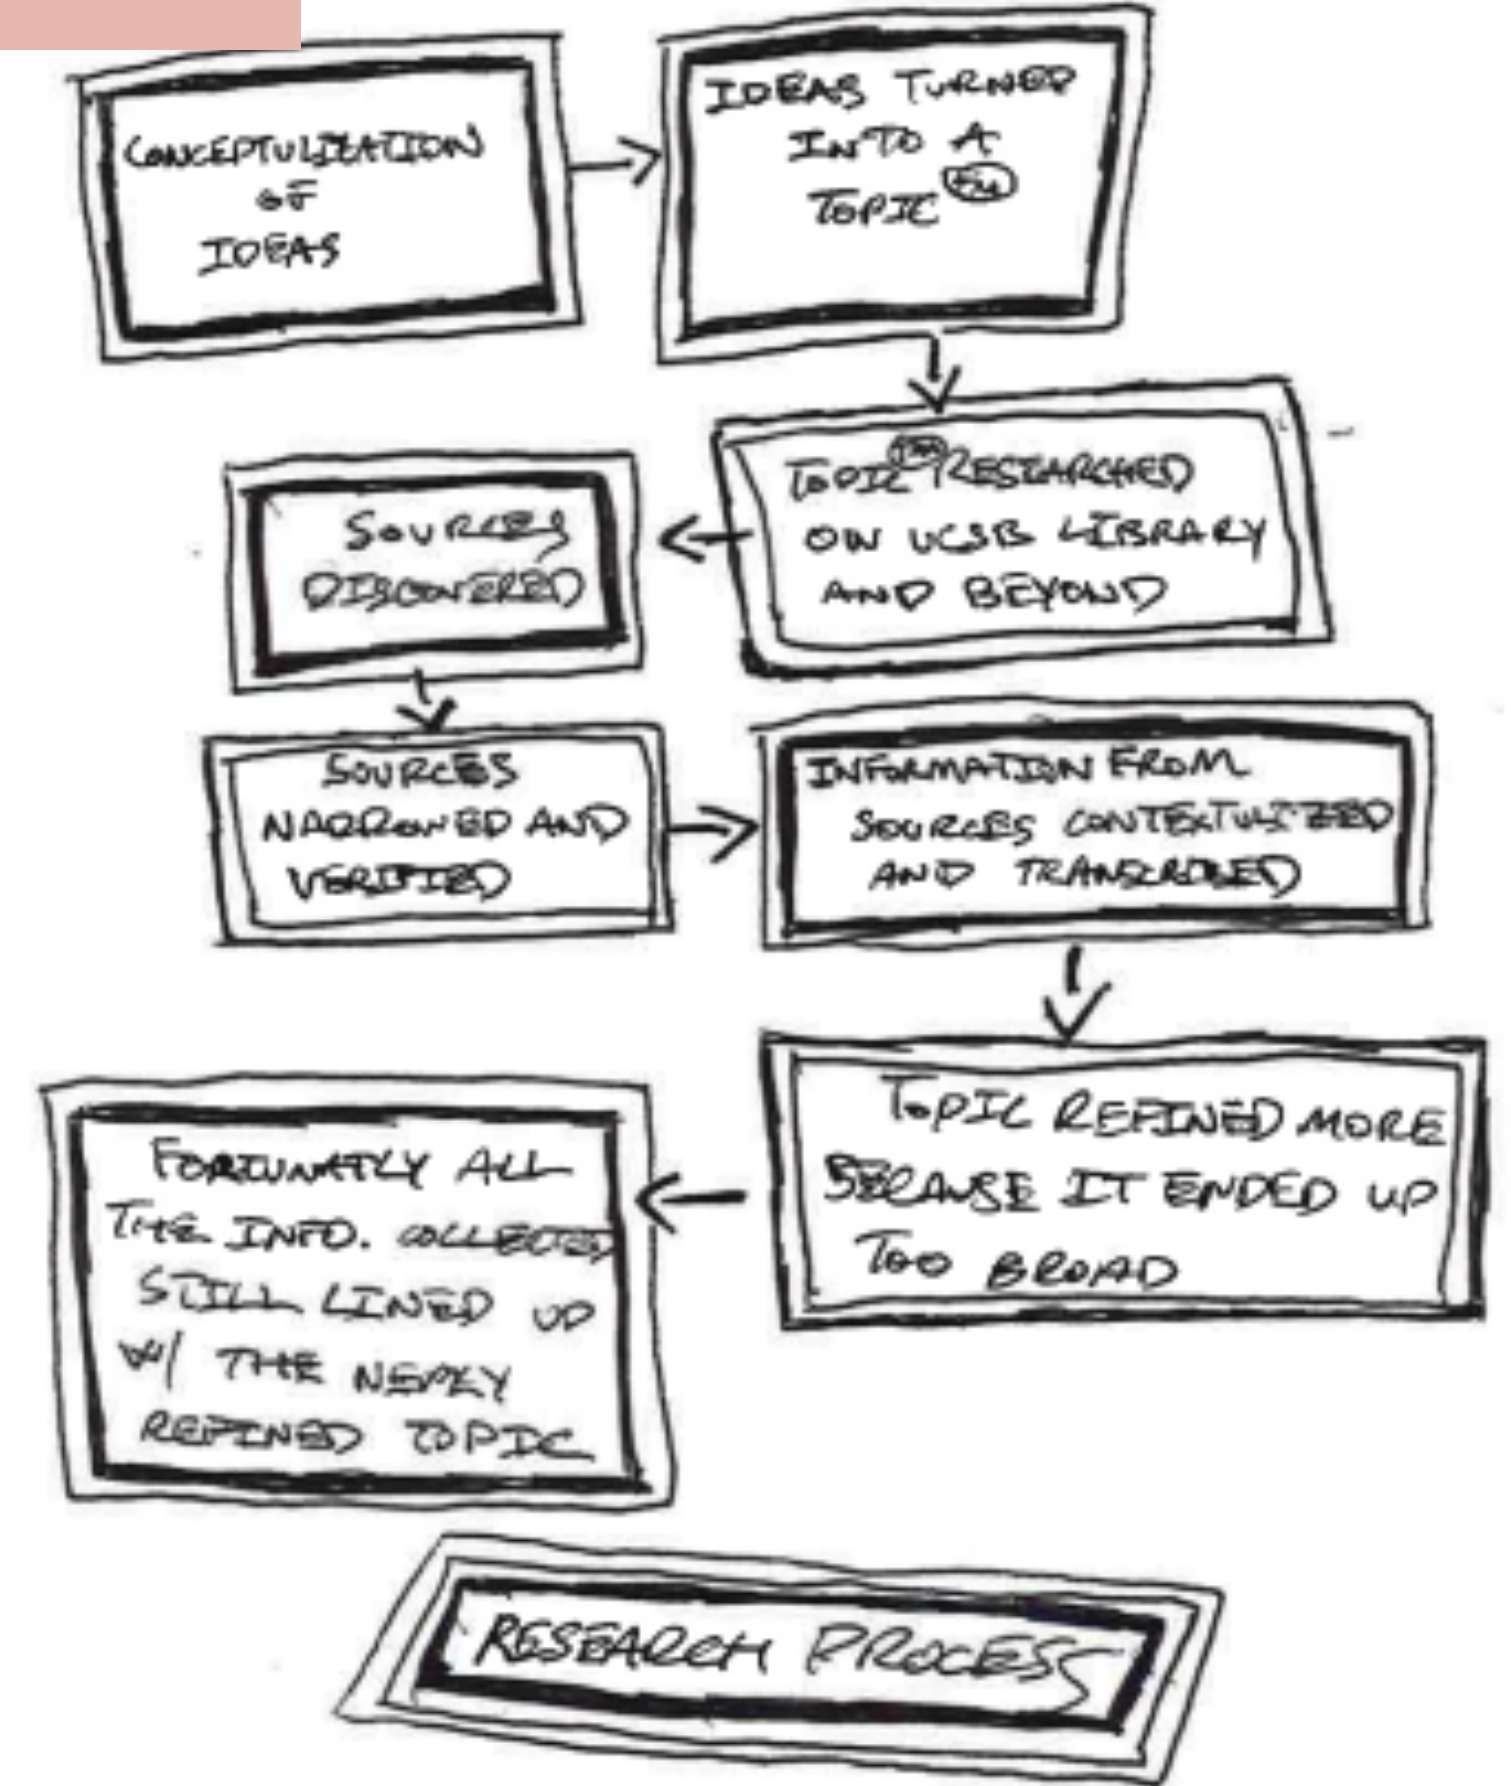 CONCEPTULIZATION
OF
IDEAS
IDEAS TURNED
INTO A
TOPIC
TOPIC RESEARCHED
ON UCSB LIBRARY
AND BEYOND
SOURCES
DISCOVERED
SOURCES
NARROWED AND
VERIFIED
INFORMATION FROM
SOURCES CONTEXTULIZED
AND TRANSCRIBED
TOPIC REFINED MORE
BECAUSE IT ENDED UP
TOO BROAD
FORTUNATLY ALL
THE INFO. COLLECTED
STILL LINED UP
W/ THE NEWLY
REFINED TOPIC
RESEARCH PROCESS